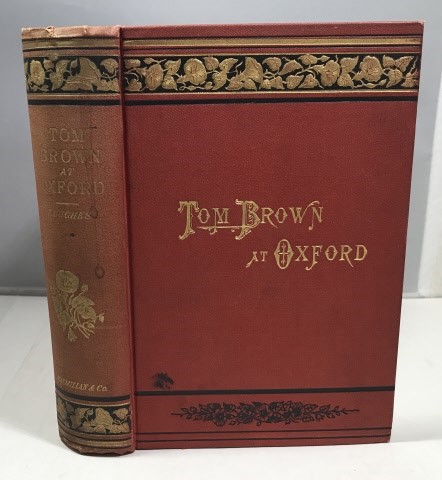 TOM
BROWN
AT
OXFORD
HUGHES
MACMILLAN & Co.
TOM BROWN
AT OXFORD